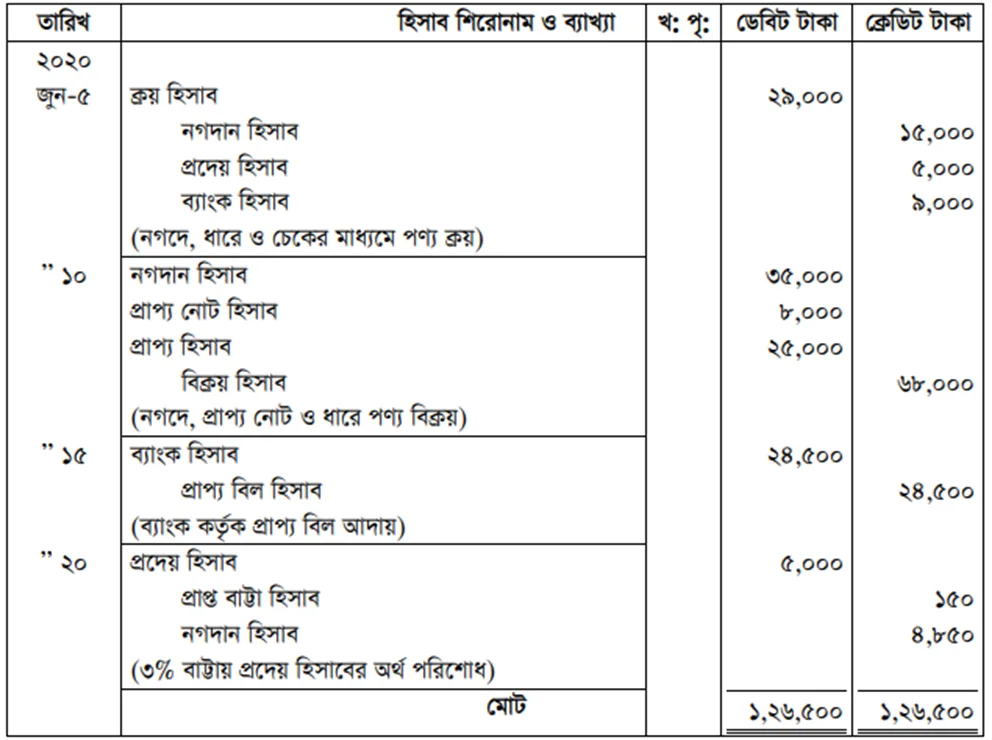 তারিখ হিসাব শিরোনাম ও ব্যাখ্যা খ: পৃ: ডেবিট টাকা ক্রেডিট টাকা
২০২০
জুন-৫ ক্রয় হিসাব ২৯,০০০
নগদান হিসাব ১৫,০০০
প্রদেয় হিসাব ৫,০০০
ব্যাংক হিসাব ৯,০০০
(নগদে, ধারে ও চেকের মাধ্যমে পণ্য ক্রয়)
” ১০ নগদান হিসাব ৩৫,০০০
প্রাপ্য নোট হিসাব ৮,০০০
প্রাপ্য হিসাব ২৫,০০০
বিক্রয় হিসাব ৬৮,০০০
(নগদে, প্রাপ্য নোট ও ধারে পণ্য বিক্রয়)
” ১৫ ব্যাংক হিসাব ২৪,৫০০
প্রাপ্য বিল হিসাব ২৪,৫০০
(ব্যাংক কর্তৃক প্রাপ্য বিল আদায়)
” ২০ প্রদেয় হিসাব ৫,০০০
প্রাপ্ত বাট্টা হিসাব ১৫০
নগদান হিসাব ৪,৮৫০
(৩% বাট্টায় প্রদেয় হিসাবের অর্থ পরিশোধ)
মোট ১,২৬,৫০০ ১,২৬,৫০০